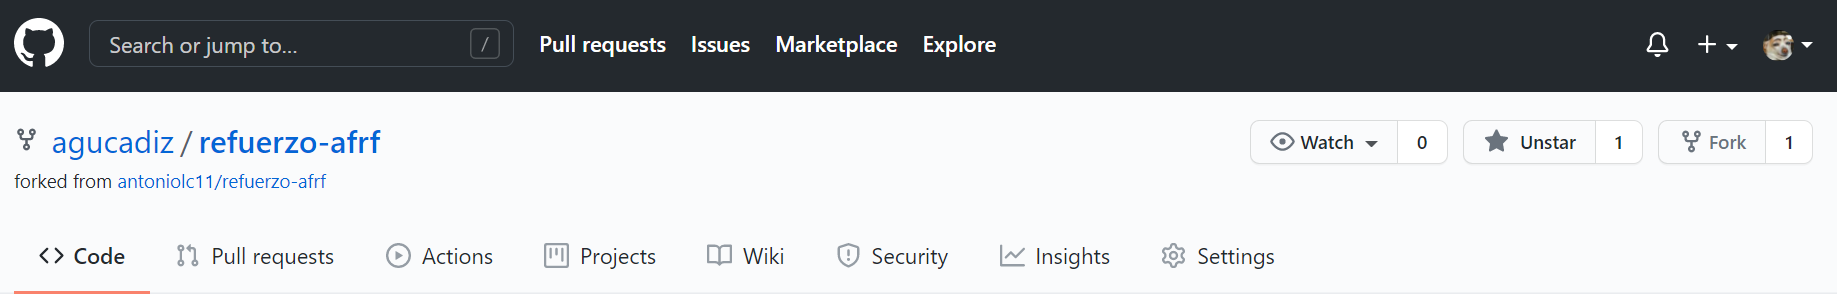 Search or jump to... / Pull requests Issues Marketplace Explore
agucadiz / refuerzo-afrf Watch 0 Unstar 1 Fork 1
forked from antoniolc11/refuerzo-afrf
Code Pull requests Actions Projects Wiki Security Insights Settings